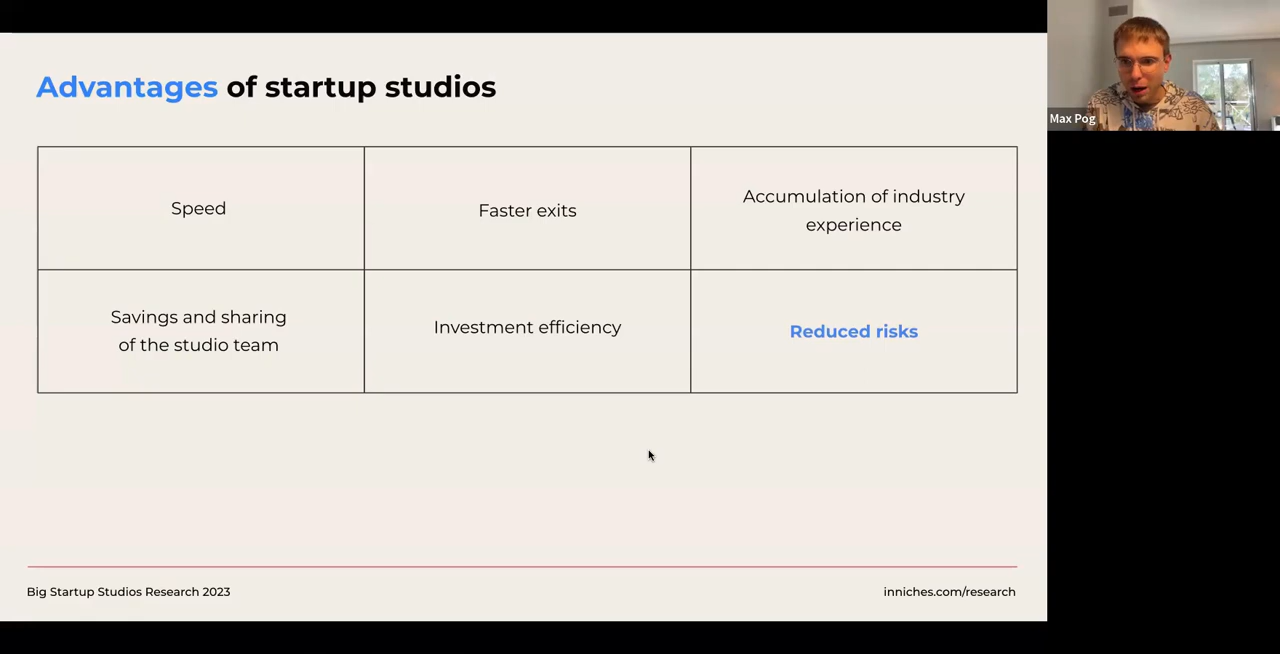 Advantages of startup studios
Max Pog
Speed
Faster exits
Accumulation of industry
experience
Savings and sharing
of the studio team
Investment efficiency
Reduced risks
Big Startup Studios Research 2023
inniches.com/research